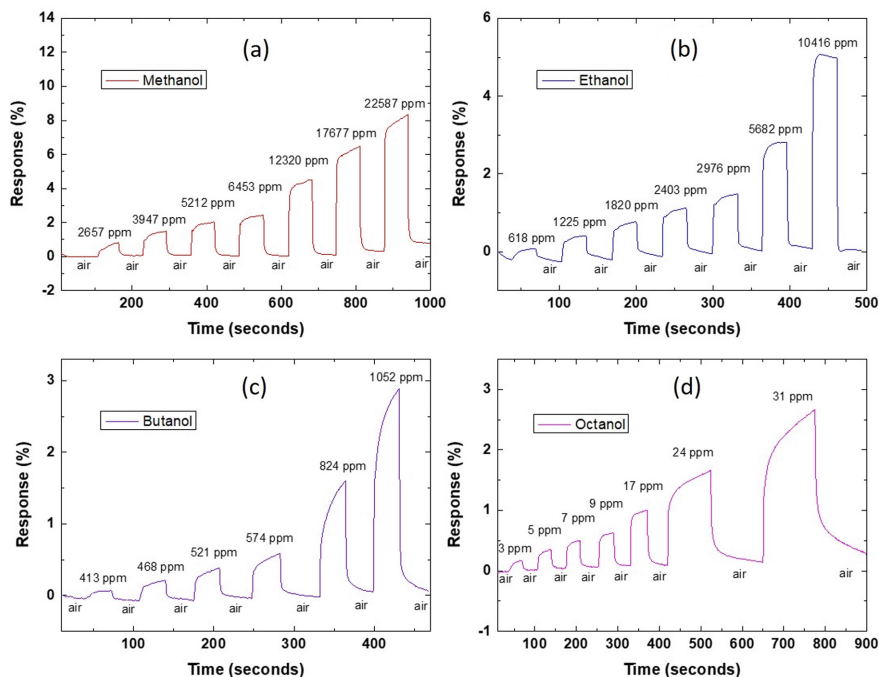 (a)
Methanol
Response (%)
14
12
10
8
6
4
2
0
-2
2657 ppm
3947 ppm
5212 ppm
6453 ppm
12320 ppm
17677 ppm
22587 ppm
air air air air air air air air
200 400 600 800 1000
Time (seconds)
(b)
Ethanol
Response (%)
6
4
2
0
618 ppm
1225 ppm
1820 ppm
2403 ppm
2976 ppm
5682 ppm
10416 ppm
air air air air air air air
100 200 300 400 500
Time (seconds)
(c)
Butanol
Response (%)
3
2
1
0
413 ppm
468 ppm
521 ppm
574 ppm
824 ppm
1052 ppm
air air air air air air
100 200 300 400
Time (seconds)
(d)
Octanol
Response (%)
3
2
1
0
-1
3 ppm
5 ppm
7 ppm
9 ppm
17 ppm
24 ppm
31 ppm
air air air air air air air
100 200 300 400 500 600 700 800 900
Time (seconds)